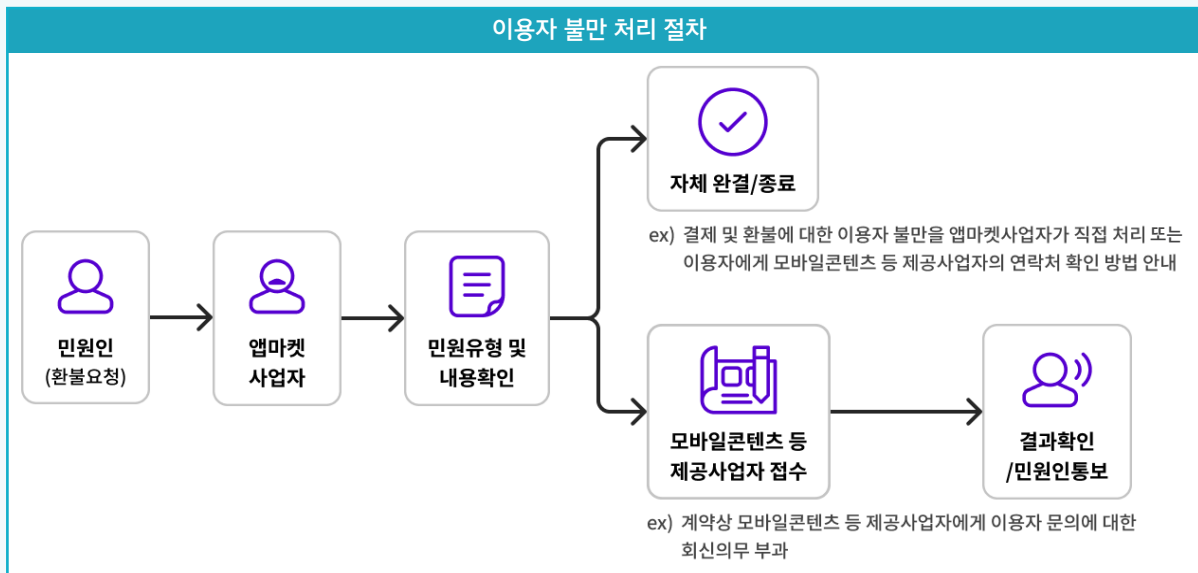 이용자 불만 처리 절차
민원인
(환불요청)
앱마켓
사업자
민원유형 및
내용확인
자체 완결/종료
ex) 결제 및 환불에 대한 이용자 불만을 앱마켓사업자가 직접 처리 또는
이용자에게 모바일콘텐츠 등 제공사업자의 연락처 확인 방법 안내
모바일콘텐츠 등
제공사업자 접수
ex) 계약상 모바일콘텐츠 등 제공사업자에게 이용자 문의에 대한
회신의무 부과
결과확인
/민원인통보